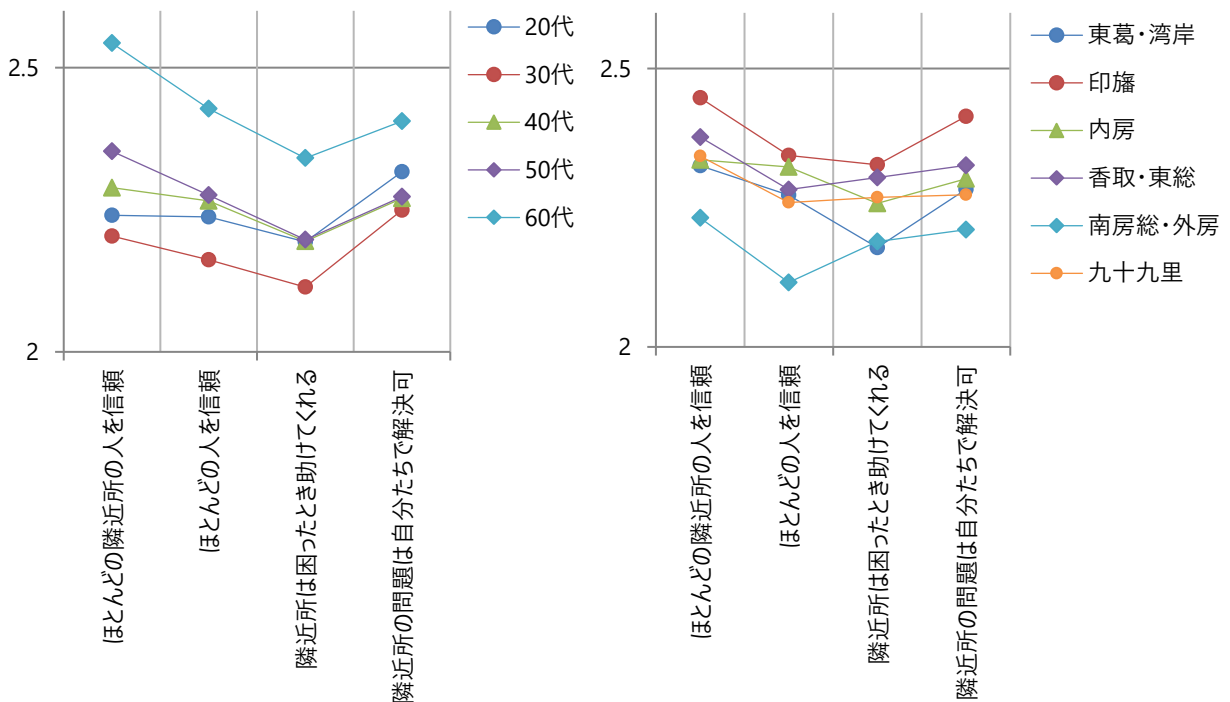 2.5
2
ほとんどの隣近所の人を信頼
ほとんどの人を信頼
隣近所は困ったとき助けてくれる
隣近所の問題は自分たちで解決可
20代
30代
40代
50代
60代
2.5
2
ほとんどの隣近所の人を信頼
ほとんどの人を信頼
隣近所は困ったとき助けてくれる
隣近所の問題は自分たちで解決可
東葛・湾岸
印旛
内房
香取・東総
南房総・外房
九十九里